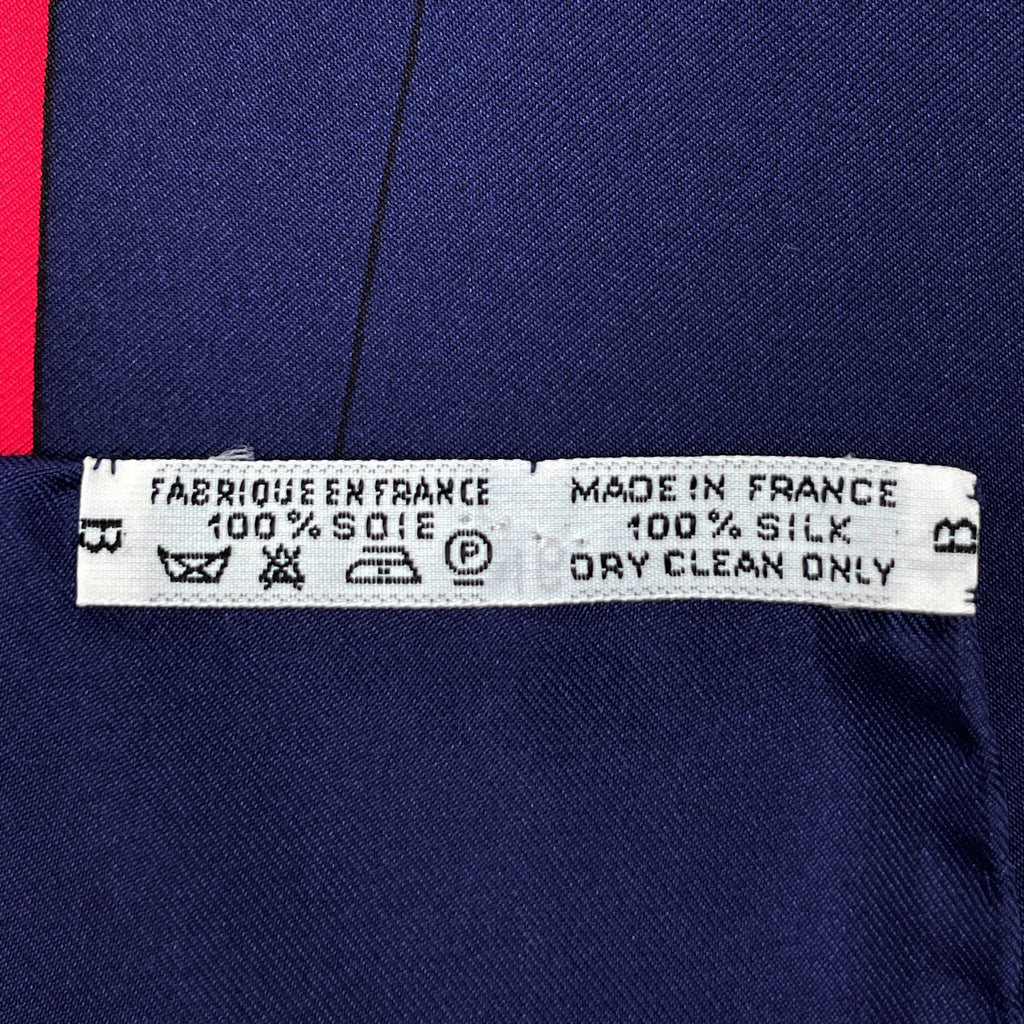 FABRIQUE EN FRANCE
100% SOIE
P
MADE IN FRANCE
100% SILK
DRY CLEAN ONLY
B
B